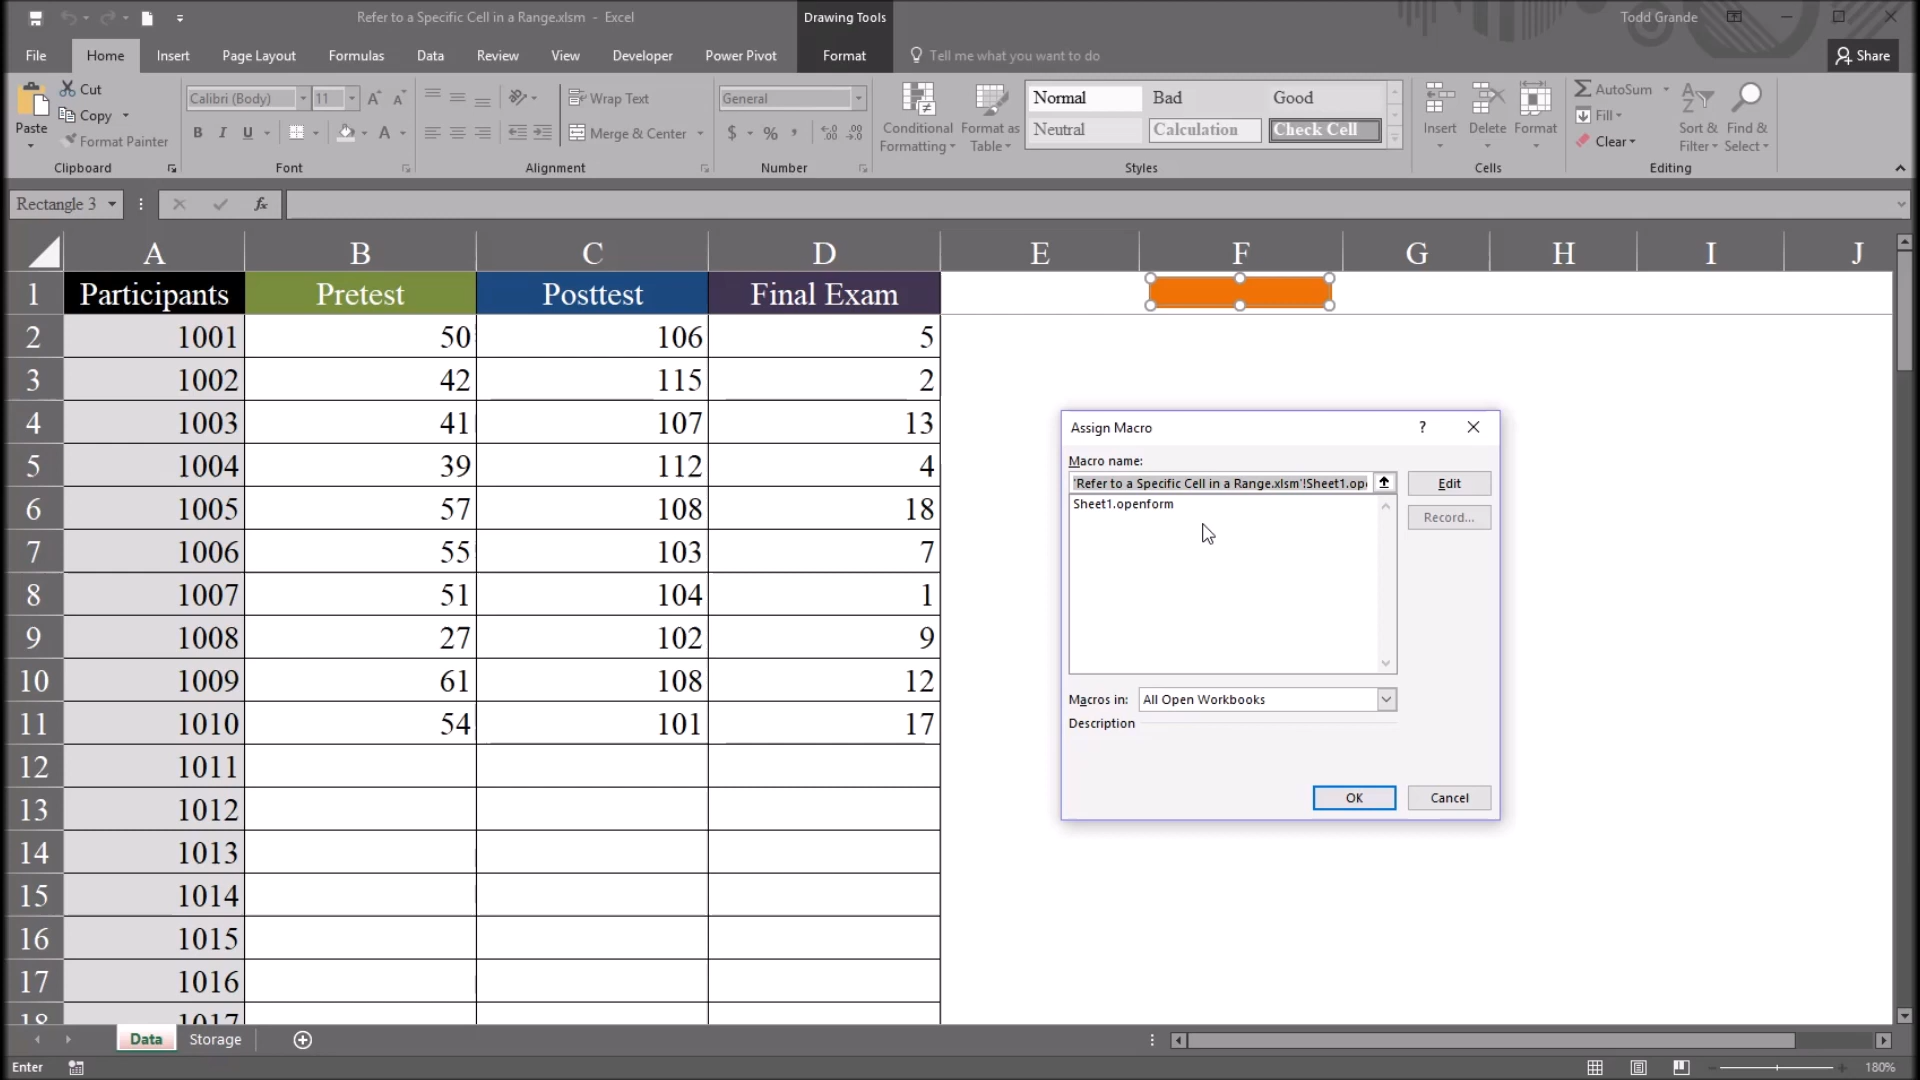 Refer to a Specific Cell in a Range.xlsm - Excel
Drawing Tools
Todd Grande
File Home Insert Page Layout Formulas Data Review View Developer Power Pivot Format Tell me what you want to do Share
Paste
Cut
Copy
Format Painter
Clipboard
Calibri (Body) 11
B I U A
Font
Wrap Text
Merge & Center
Alignment
General
$ % ,
Number
Conditional Formatting
Format as Table
Normal Bad Good
Neutral Calculation Check Cell
Styles
Insert Delete Format
Cells
AutoSum
Fill
Clear
Sort & Filter
Find & Select
Editing
Rectangle 3
fx
A B C D E F G H I J
1 Participants Pretest Posttest Final Exam
2 1001 50 106 5
3 1002 42 115 2
4 1003 41 107 13
5 1004 39 112 4
6 1005 57 108 18
7 1006 55 103 7
8 1007 51 104 1
9 1008 27 102 9
10 1009 61 108 12
11 1010 54 101 17
12 1011
13 1012
14 1013
15 1014
16 1015
17 1016
18 1017
Assign Macro ?
Macro name:
'Refer to a Specific Cell in a Range.xlsm'!Sheet1.ope
Edit
Sheet1.openform
Record...
Macros in: All Open Workbooks
Description
OK Cancel
Data Storage
Enter
180%